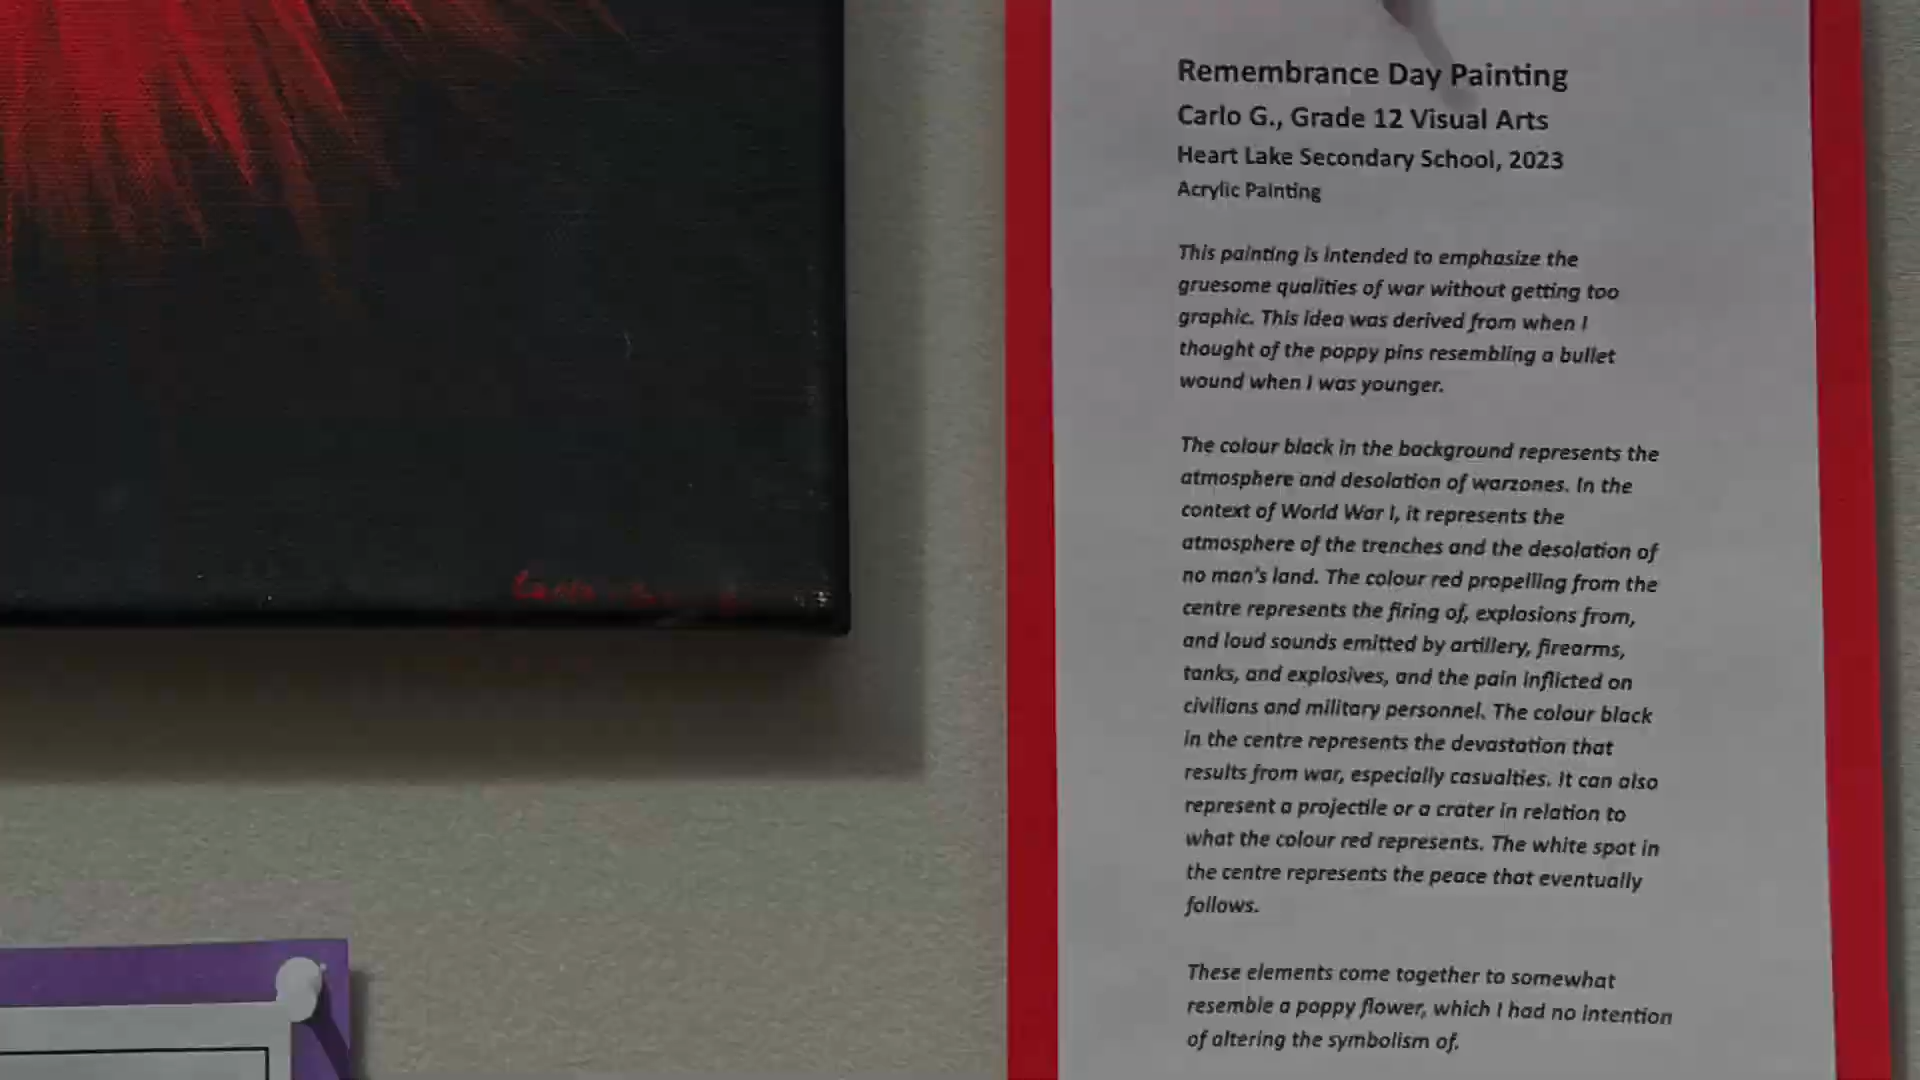 Remembrance Day Painting
Carlo G., Grade 12 Visual Arts
Heart Lake Secondary School, 2023
Acrylic Painting
This painting is intended to emphasize the
gruesome qualities of war without getting too
graphic. This idea was derived from when I
thought of the poppy pins resembling a bullet
wound when I was younger.
The colour black in the background represents the
atmosphere and desolation of warzones. In the
context of World War I, it represents the
atmosphere of the trenches and the desolation of
no man's land. The colour red propelling from the
centre represents the firing of, explosions from,
and loud sounds emitted by artillery, firearms,
tanks, and explosives, and the pain inflicted on
civilians and military personnel. The colour black
in the centre represents the devastation that
results from war, especially casualties. It can also
represent a projectile or a crater in relation to
what the colour red represents. The white spot in
the centre represents the peace that eventually
follows.
These elements come together to somewhat
resemble a poppy flower, which I had no intention
of altering the symbolism of.
Carlo